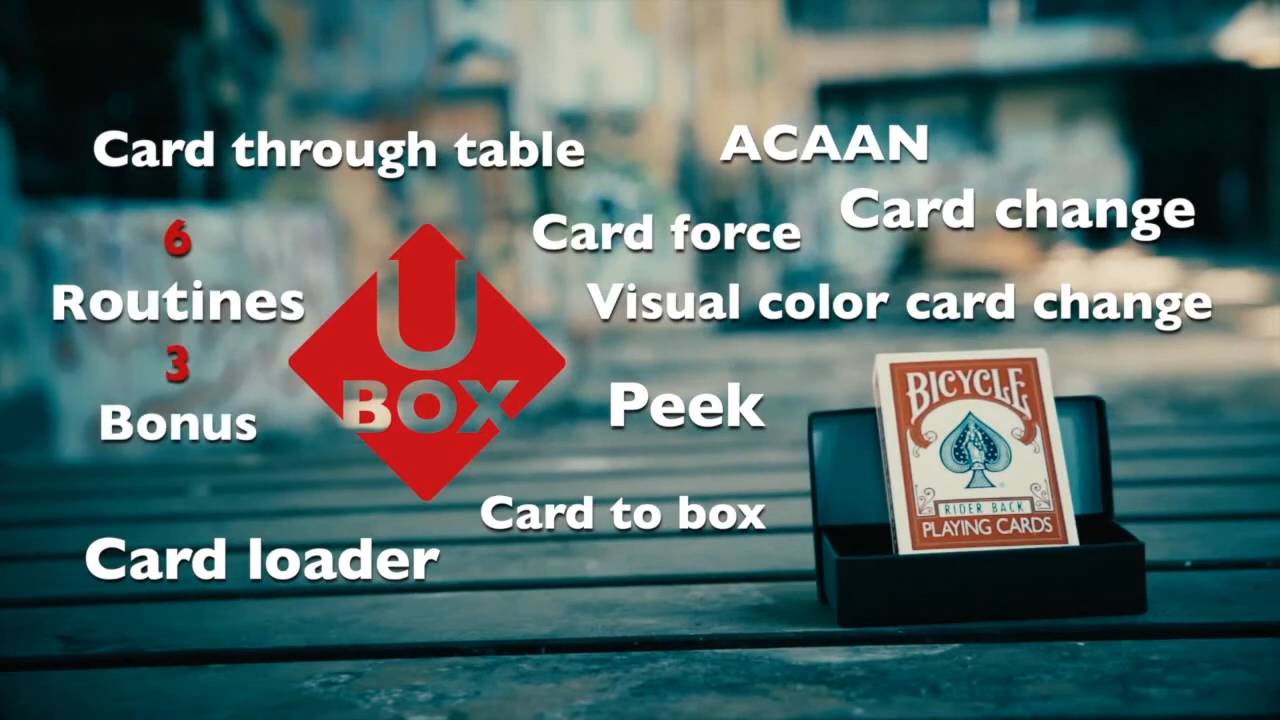 Card through table
ACAAN
Card change
Card force
6
Routines
Visual color card change
3
Bonus
U
BOX
Peek
Card to box
Card loader
BICYCLE
RIDER BACK
PLAYING CARDS